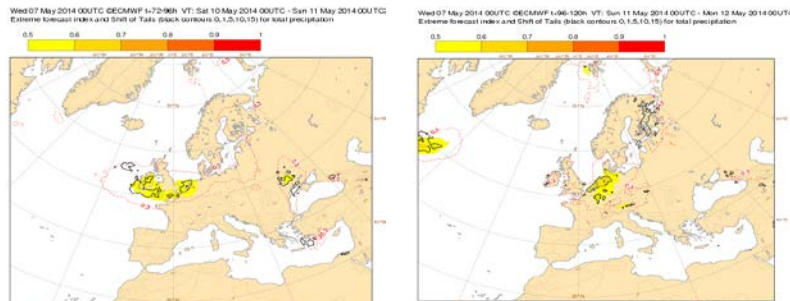 Wed 07 May 2014 00UTC ©ECMWF t+72-96h VT: Sat 10 May 2014 00UTC - Sun 11 May 2014 00UTC
Extreme forecast index and Shift of Tails (black contours 0,1,5,10,15) for total precipitation
0.5 0.6 0.7 0.8 0.9 1
Wed 07 May 2014 00UTC ©ECMWF t+96-120h VT: Sun 11 May 2014 00UTC - Mon 12 May 2014 00UTC
Extreme forecast index and Shift of Tails (black contours 0,1,5,10,15) for total precipitation
0.5 0.6 0.7 0.8 0.9 1